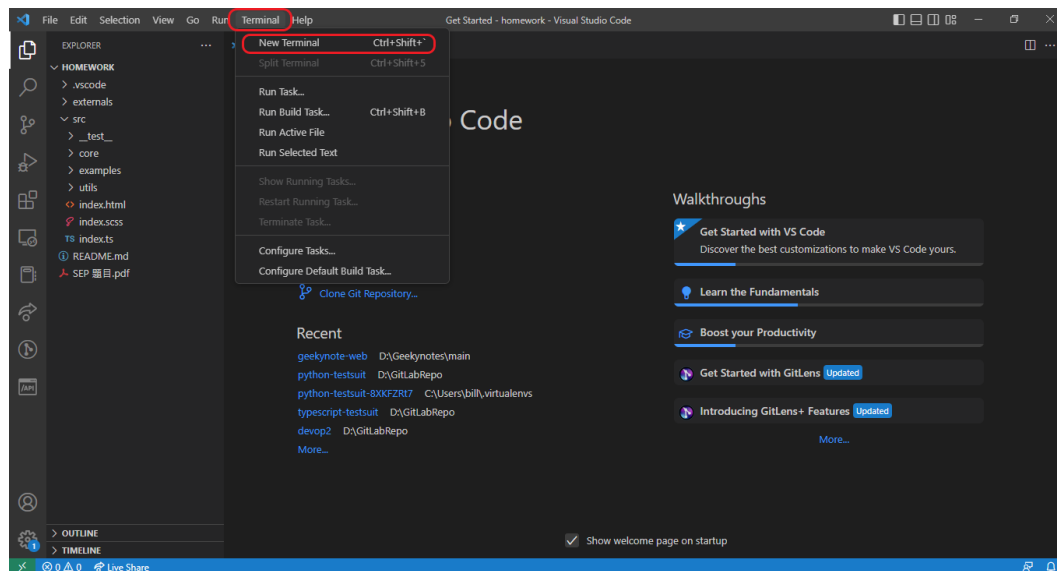 File Edit Selection View Go Run Terminal Help Get Started - homework - Visual Studio Code
EXPLORER
HOMEWORK
.vscode
externals
src
__test__
core
examples
utils
index.html
index.scss
TS index.ts
README.md
SEP 題目.pdf
OUTLINE
TIMELINE
New Terminal Ctrl+Shift+`
Split Terminal Ctrl+Shift+5
Run Task...
Run Build Task... Ctrl+Shift+B
Run Active File
Run Selected Text
Show Running Tasks...
Restart Running Task...
Terminate Task...
Configure Tasks...
Configure Default Build Task...
Code
Clone Git Repository...
Recent
geekynote-web D:\Geekynotes\main
python-testsuit D:\GitLabRepo
python-testsuit-8XKFZRt7 C:\Users\bill\.virtualenvs
typescript-testsuit D:\GitLabRepo
devop2 D:\GitLabRepo
More...
Walkthroughs
Get Started with VS Code
Discover the best customizations to make VS Code yours.
Learn the Fundamentals
Boost your Productivity
Get Started with GitLens Updated
Introducing GitLens+ Features Updated
More...
Show welcome page on startup
/API
1
0 0 Live Share